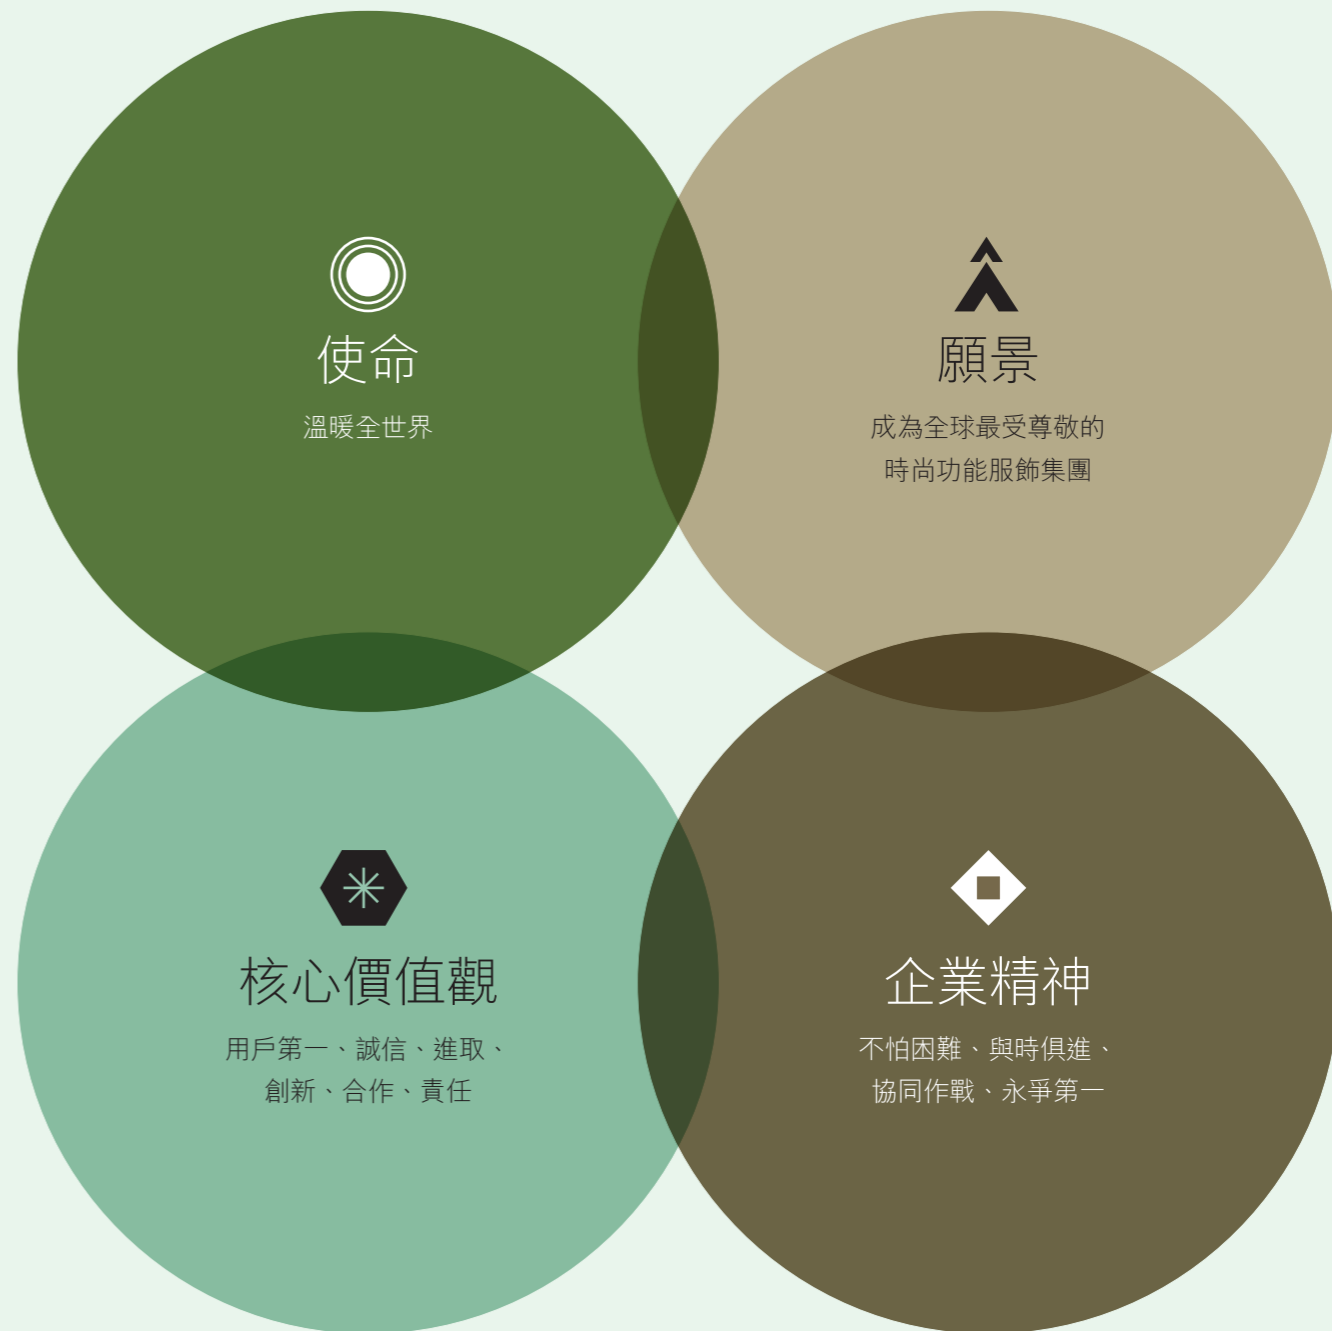 使命
溫暖全世界
願景
成為全球最受尊敬的
時尚功能服飾集團
核心價值觀
用戶第一、誠信、進取、
創新、合作、責任
企業精神
不怕困難、與時俱進、
協同作戰、永爭第一